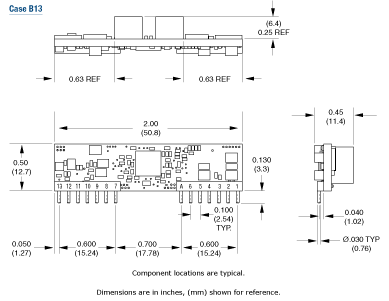 Case B13
(6.4)
0.25 REF
0.63 REF
0.63 REF
2.00
(50.8)
0.45
(11.4)
0.50
(12.7)
0.130
(3.3)
13 12 11 10 9 8 7
A 6 5 4 3 2 1
0.100
(2.54)
TYP.
0.040
(1.02)
0.050
(1.27)
0.600
(15.24)
0.700
(17.78)
0.600
(15.24)
Ø.030 TYP
(0.76)
Component locations are typical.
Dimensions are in inches, (mm) shown for reference.